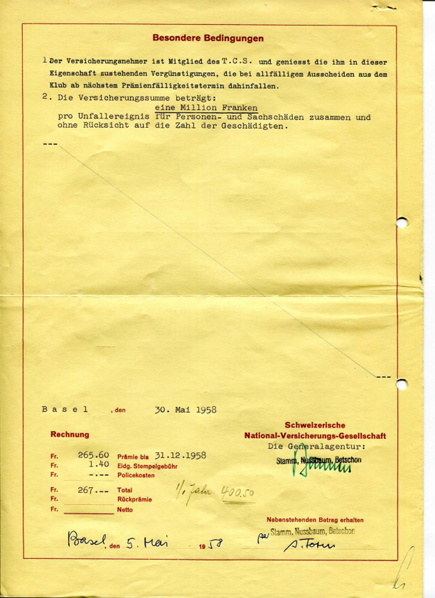 Besondere Bedingungen
1 Der Versicherungsnehmer ist Mitglied des T.C.S. und geniesst die ihm in dieser
Eigenschaft zustehenden Vergünstigungen, die bei allfälligem Ausscheiden aus dem
Klub ab nächstem Prämienfälligkeitstermin dahinfallen.
2. Die Versicherungssumme beträgt:
eine Million Franken
pro Unfallereignis für Personen- und Sachschäden zusammen und
ohne Rücksicht auf die Zahl der Geschädigten.
Basel , den 30. Mai 1958
Schweizerische
National-Versicherungs-Gesellschaft
Die Generalagentur:
Stamm, Nussbaum, Betschon
Rechnung
Fr. 265.60 Prämie bis 31.12.1958
Fr. 1.40 Eidg. Stempelgebühr
Fr. -.-- Policekosten
Fr. 267.-- Total
Fr. Rückprämie
Fr. Netto
1/1 Jahr
Nebenstehenden Betrag erhalten
per Stamm, Nussbaum, Betschon
Basel, den 5. Mai 1958